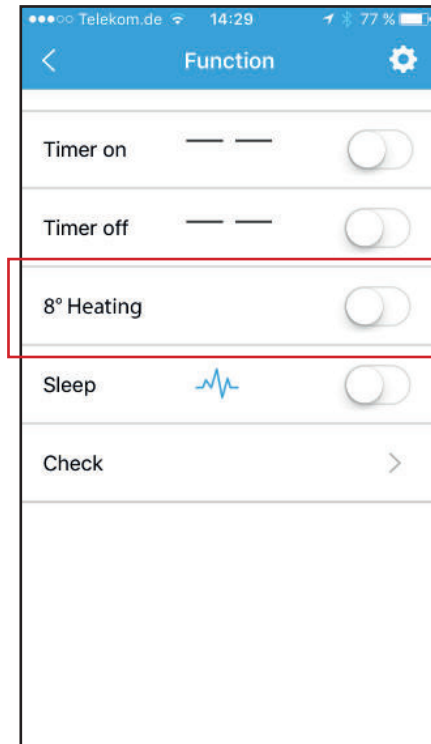 Telekom.de 14:29 77 %
Function
Timer on — —
Timer off — —
8° Heating
Sleep
Check